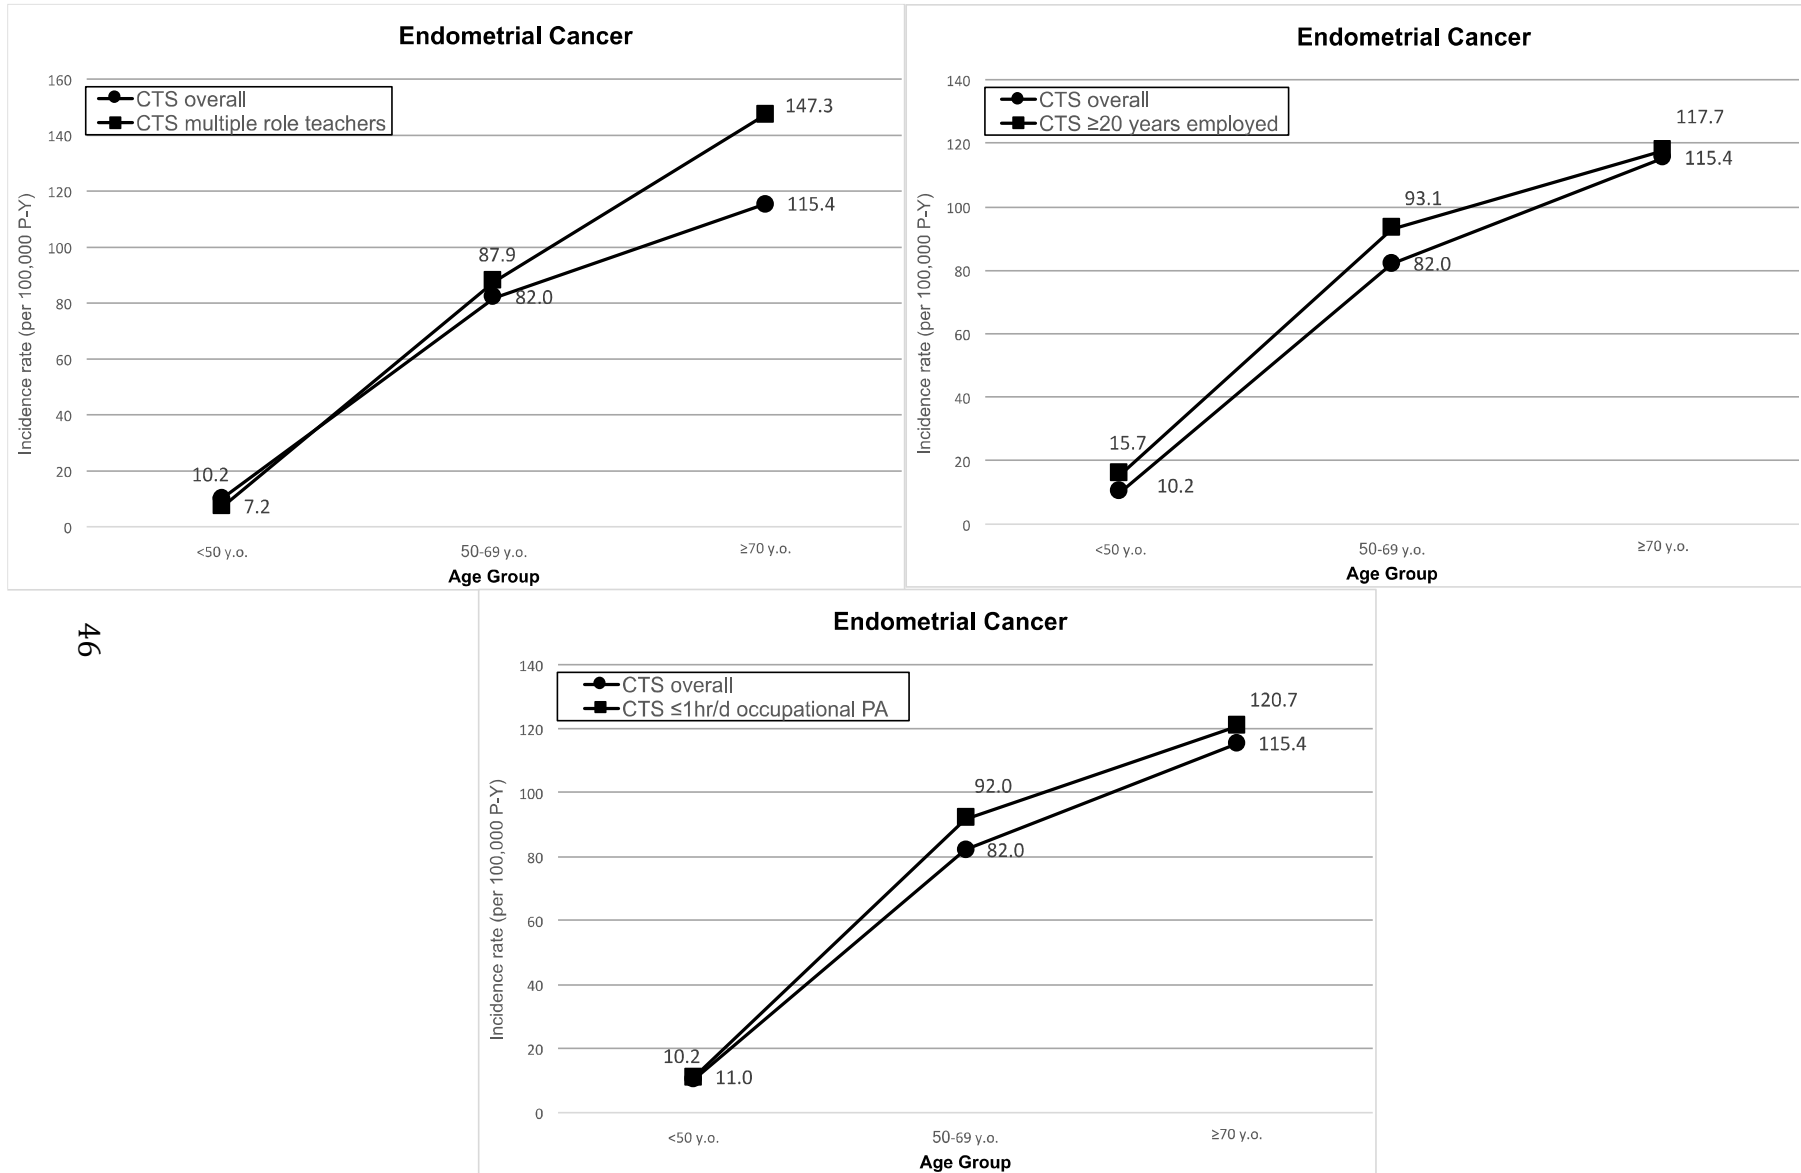 Endometrial Cancer
160
140
120
100
80
60
40
20
0
Incidence rate (per 100,000 P-Y)
CTS overall
CTS multiple role teachers
147.3
115.4
87.9
82.0
10.2
7.2
<50 y.o.
50-69 y.o.
≥70 y.o.
Age Group
Endometrial Cancer
140
120
100
80
60
40
20
0
Incidence rate (per 100,000 P-Y)
CTS overall
CTS ≥20 years employed
117.7
115.4
93.1
82.0
15.7
10.2
<50 y.o.
50-69 y.o.
≥70 y.o.
Age Group
46
Endometrial Cancer
140
120
100
80
60
40
20
0
Incidence rate (per 100,000 P-Y)
CTS overall
CTS ≤1hr/d occupational PA
120.7
115.4
92.0
82.0
10.2
11.0
<50 y.o.
50-69 y.o.
≥70 y.o.
Age Group